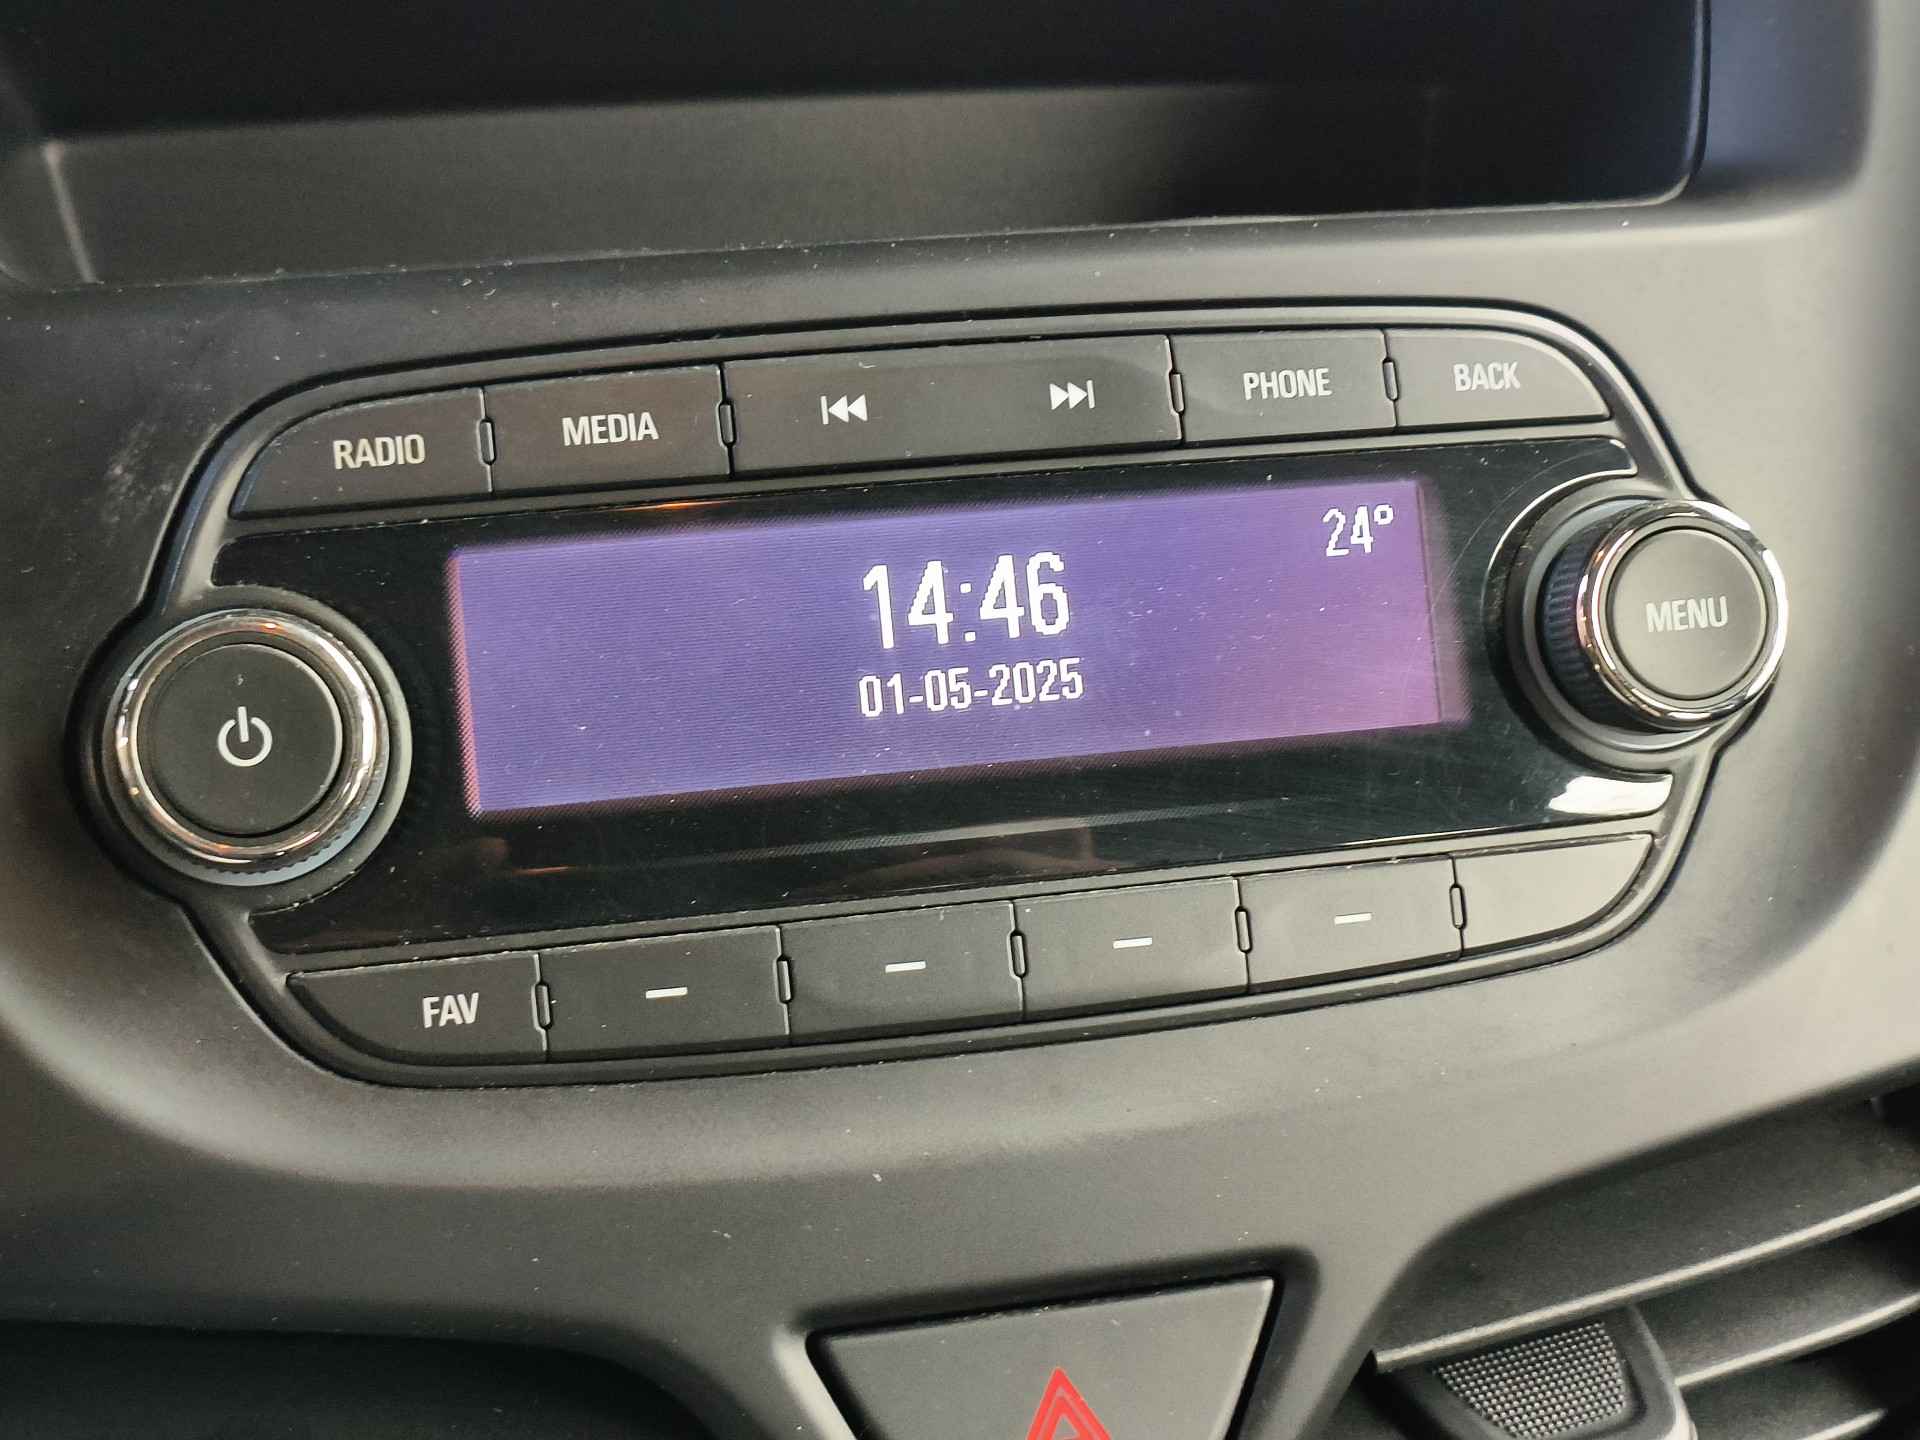 RADIO MEDIA PHONE BACK
24°
14:46
01-05-2025
MENU
FAV